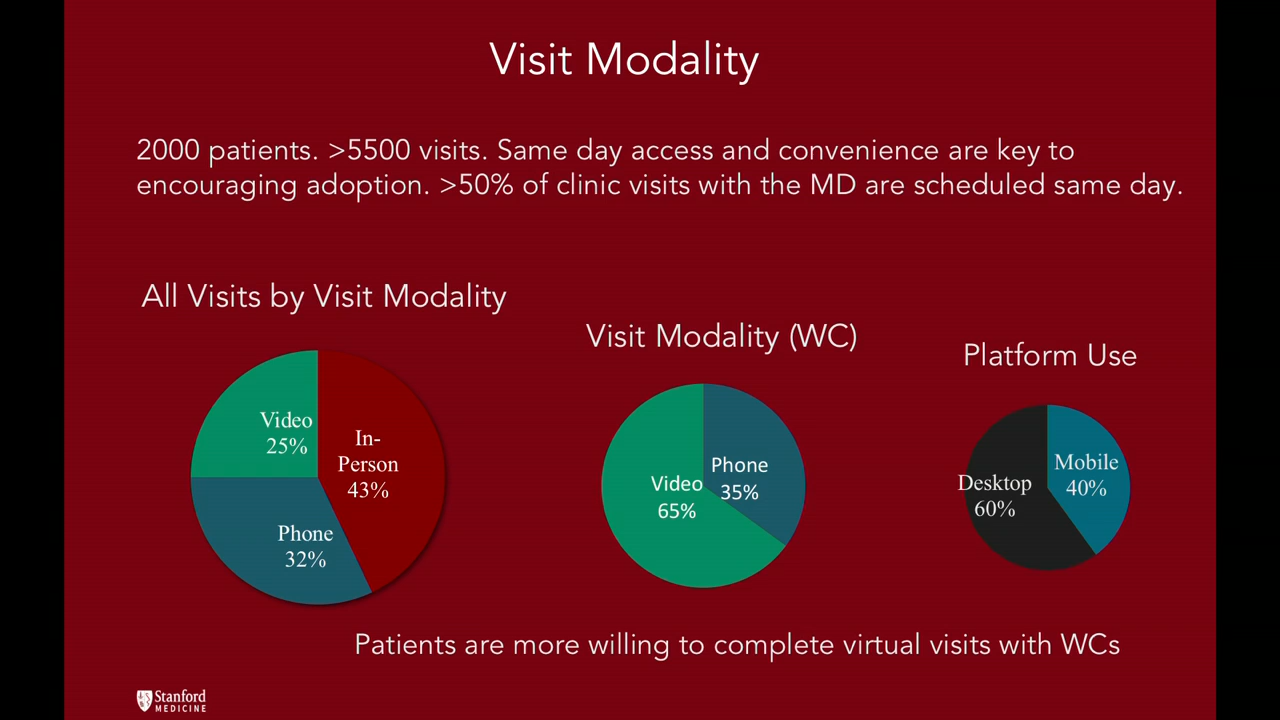 Visit Modality
2000 patients. >5500 visits. Same day access and convenience are key to
encouraging adoption. >50% of clinic visits with the MD are scheduled same day.
All Visits by Visit Modality
Video
25%
In-
Person
43%
Phone
32%
Visit Modality (WC)
Phone
35%
Video
65%
Platform Use
Mobile
40%
Desktop
60%
Patients are more willing to complete virtual visits with WCs
Stanford
MEDICINE